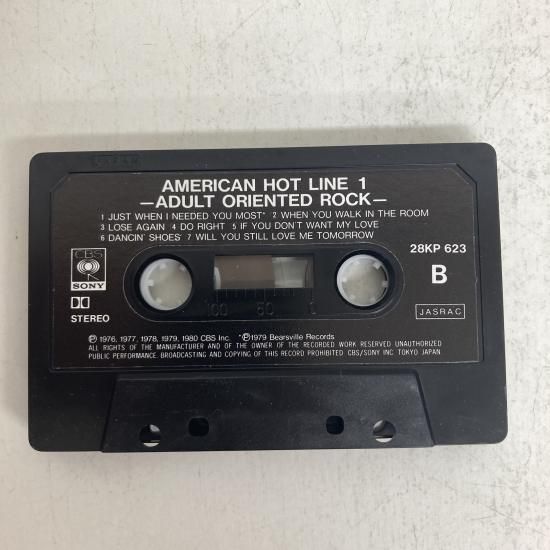 AMERICAN HOT LINE 1
—ADULT ORIENTED ROCK—
1 JUST WHEN I NEEDED YOU MOST* 2 WHEN YOU WALK IN THE ROOM
3 LOSE AGAIN 4 DO RIGHT 5 IF YOU DON'T WANT MY LOVE
6 DANCIN' SHOES 7 WILL YOU STILL LOVE ME TOMORROW
28KP 623
CBS
SONY
B
STEREO
JASRAC
100 50 0
Ⓟ 1976, 1977, 1978, 1979, 1980 CBS Inc. *Ⓟ1979 Bearsville Records
ALL RIGHTS OF THE MANUFACTURER AND OF THE OWNER OF THE RECORDED WORK RESERVED UNAUTHORIZED
PUBLIC PERFORMANCE. BROADCASTING AND COPYING OF THIS RECORD PROHIBITED CBS/SONY INC. TOKYO JAPAN